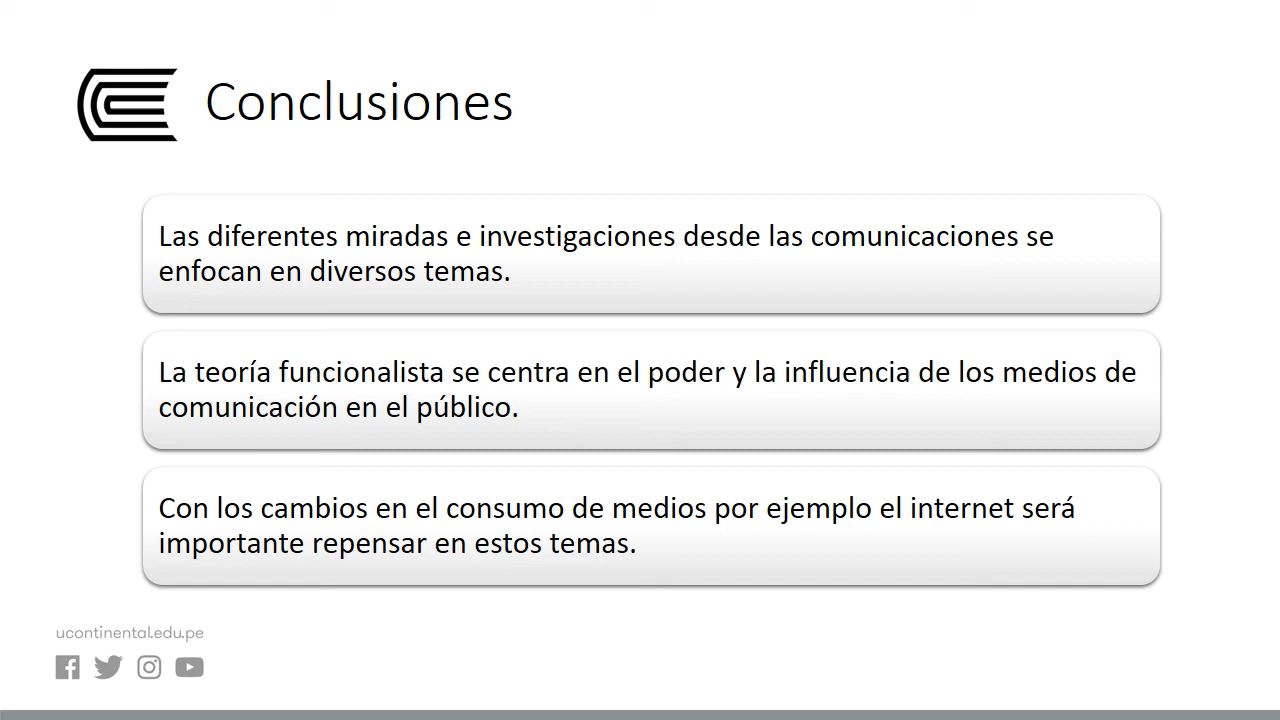 Conclusiones
Las diferentes miradas e investigaciones desde las comunicaciones se
enfocan en diversos temas.
La teoría funcionalista se centra en el poder y la influencia de los medios de
comunicación en el público.
Con los cambios en el consumo de medios por ejemplo el internet será
importante repensar en estos temas.
ucontinental.edu.pe